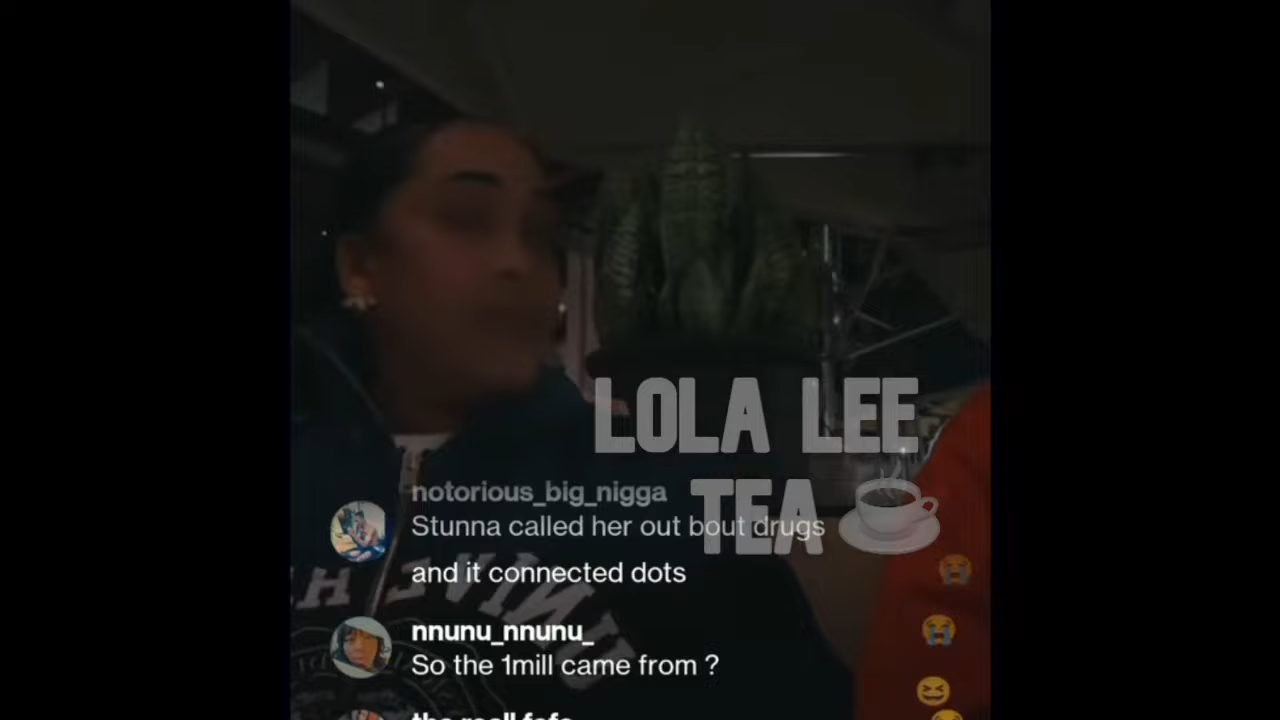 LOLA LEE
TEA
notorious_big_nigga
Stunna called her out bout drugs
and it connected dots
nnunu_nnunu_
So the 1mill came from ?